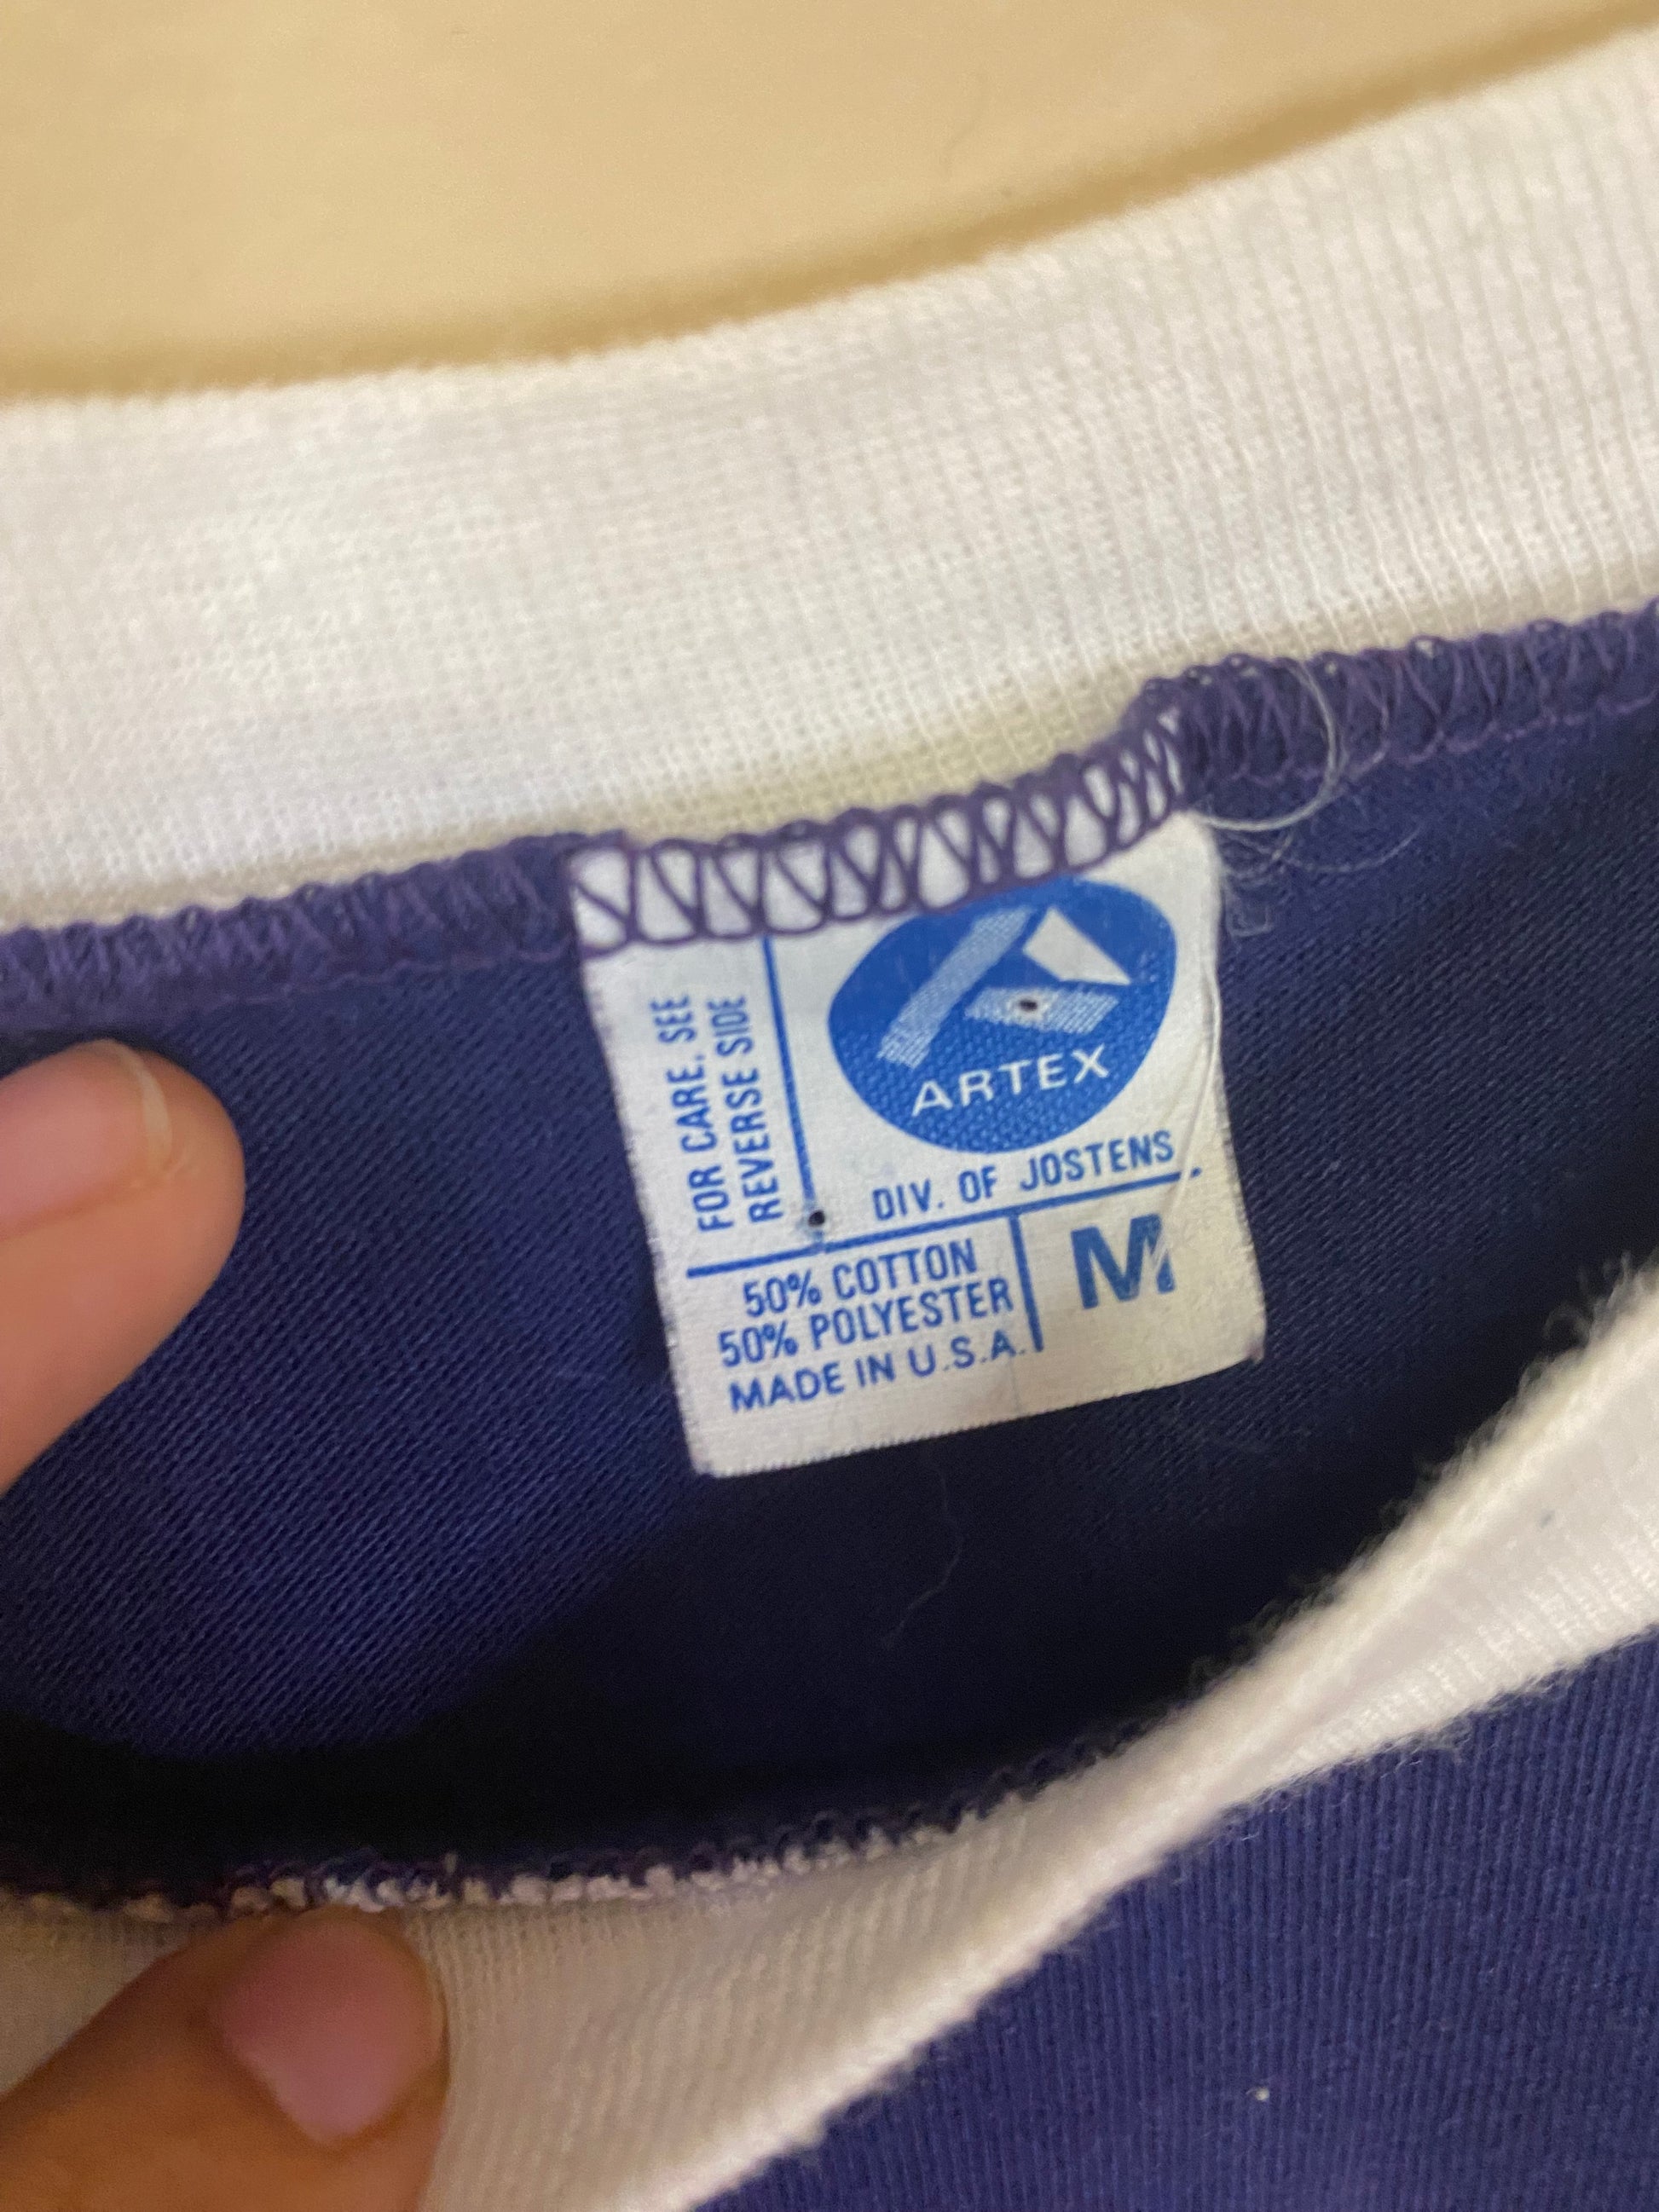 FOR CARE, SEE
REVERSE SIDE
ARTEX
DIV. OF JOSTENS
50% COTTON
50% POLYESTER
MADE IN U.S.A.
M